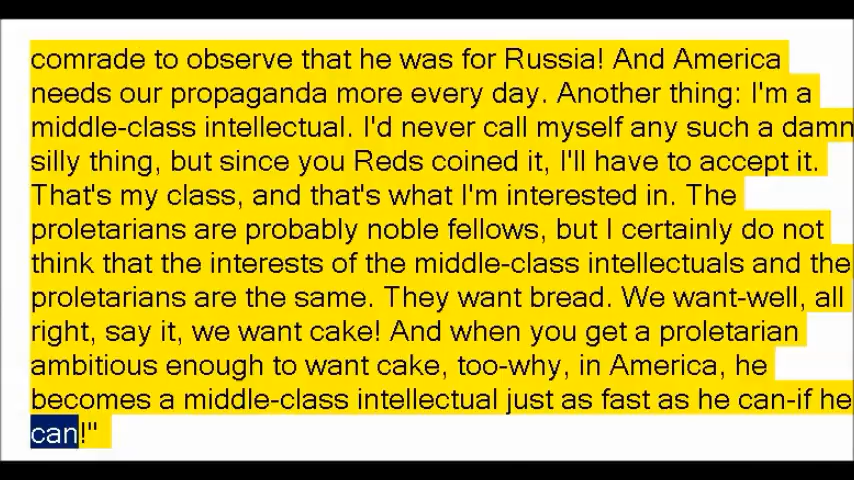 comrade to observe that he was for Russia! And America
needs our propaganda more every day. Another thing: I'm a
middle-class intellectual. I'd never call myself any such a damn
silly thing, but since you Reds coined it, I'll have to accept it.
That's my class, and that's what I'm interested in. The
proletarians are probably noble fellows, but I certainly do not
think that the interests of the middle-class intellectuals and the
proletarians are the same. They want bread. We want-well, all
right, say it, we want cake! And when you get a proletarian
ambitious enough to want cake, too-why, in America, he
becomes a middle-class intellectual just as fast as he can-if he
can!"